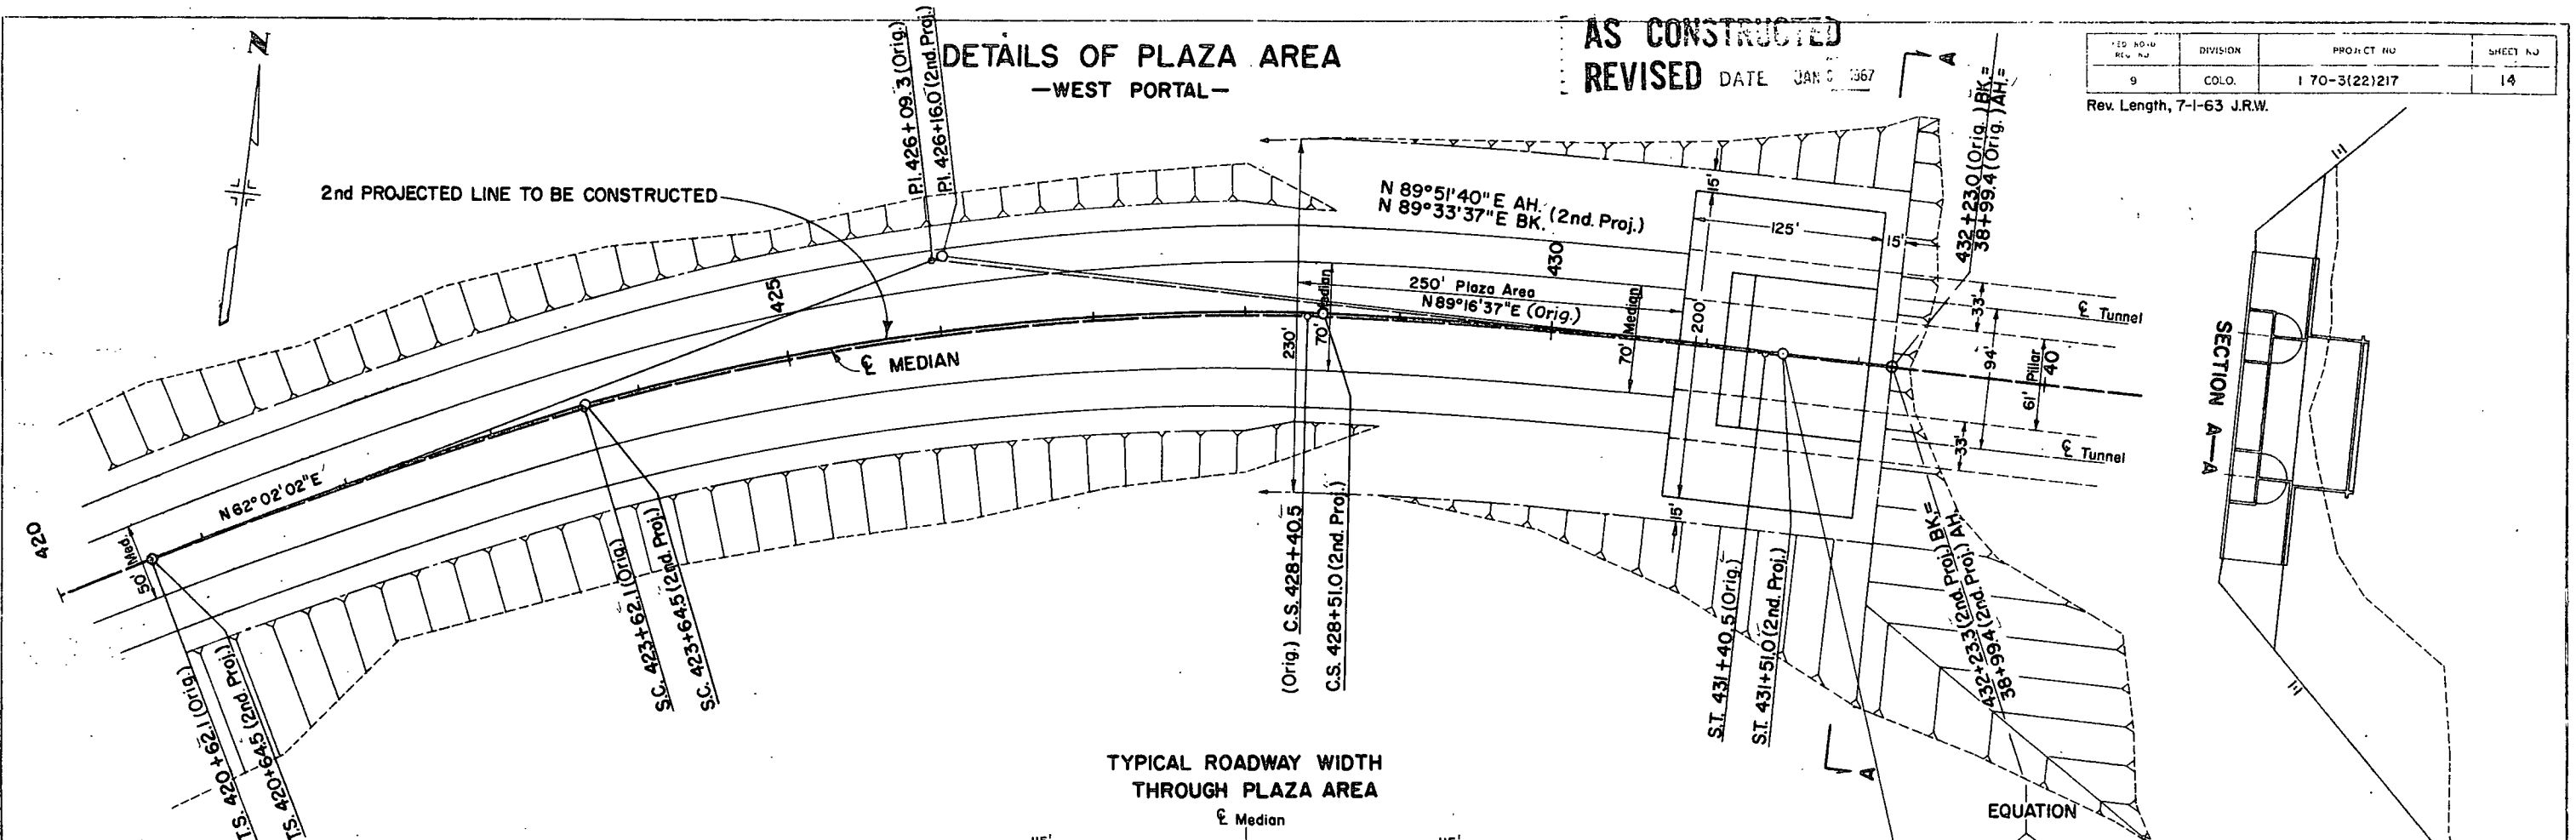 DETAILS OF PLAZA AREA
—WEST PORTAL—
AS CONSTRUCTED
REVISED DATE JAN 1967
DIVISION PROJECT NO SHEET NO
9 COLO. I 70-3(22)217 14
Rev. Length, 7-1-63 J.R.W.
N
P.I. 426+09.3 (Orig.)
P.I. 426+16.0 (2nd. Proj.)
2nd PROJECTED LINE TO BE CONSTRUCTED
A
432+23.0 (Orig.) BK.=
38+99.4 (Orig.) AH.=
N 89°51'40" E AH. (2nd. Proj.)
N 89°33'37" E BK.
15'
125'
15'
425
430
250' Plaza Area
N 89°16'37" E (Orig.)
70' Median
70' Median
230'
200'
℄ MEDIAN
33'
℄ Tunnel
94'
Pillar
40'
61'
33'
℄ Tunnel
SECTION A—A
N 62°02'02" E
420
50' Med.
15'
T.S. 420+62.1 (Orig.)
T.S. 420+64.5 (2nd. Proj.)
S.C. 423+62.1 (Orig.)
S.C. 423+64.5 (2nd. Proj.)
(Orig.) C.S. 428+40.5
C.S. 428+51.0 (2nd. Proj.)
S.T. 431+40.5 (Orig.)
S.T. 431+51.0 (2nd. Proj.)
432+23.3 (2nd. Proj.) BK.=
38+99.4 (2nd. Proj.) AH.
A
TYPICAL ROADWAY WIDTH
THROUGH PLAZA AREA
℄ Median
115' 115'
EQUATION